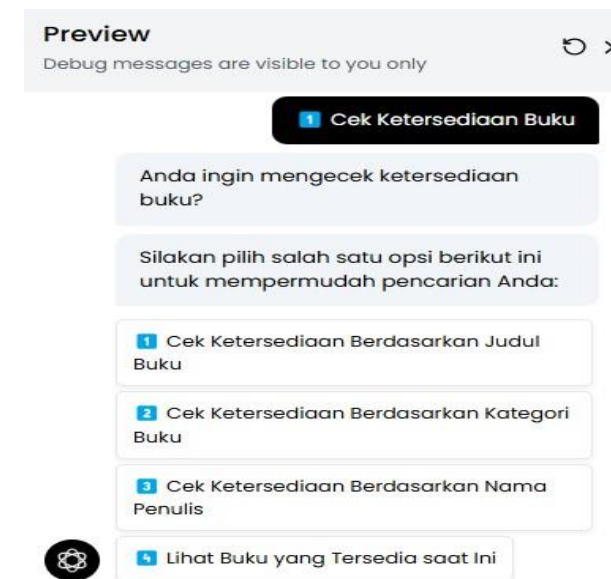 Preview
Debug messages are visible to you only
1️⃣ Cek Ketersediaan Buku
Anda ingin mengecek ketersediaan
buku?
Silakan pilih salah satu opsi berikut ini
untuk mempermudah pencarian Anda:
1️⃣ Cek Ketersediaan Berdasarkan Judul
Buku
2️⃣ Cek Ketersediaan Berdasarkan Kategori
Buku
3️⃣ Cek Ketersediaan Berdasarkan Nama
Penulis
4️⃣ Lihat Buku yang Tersedia saat Ini